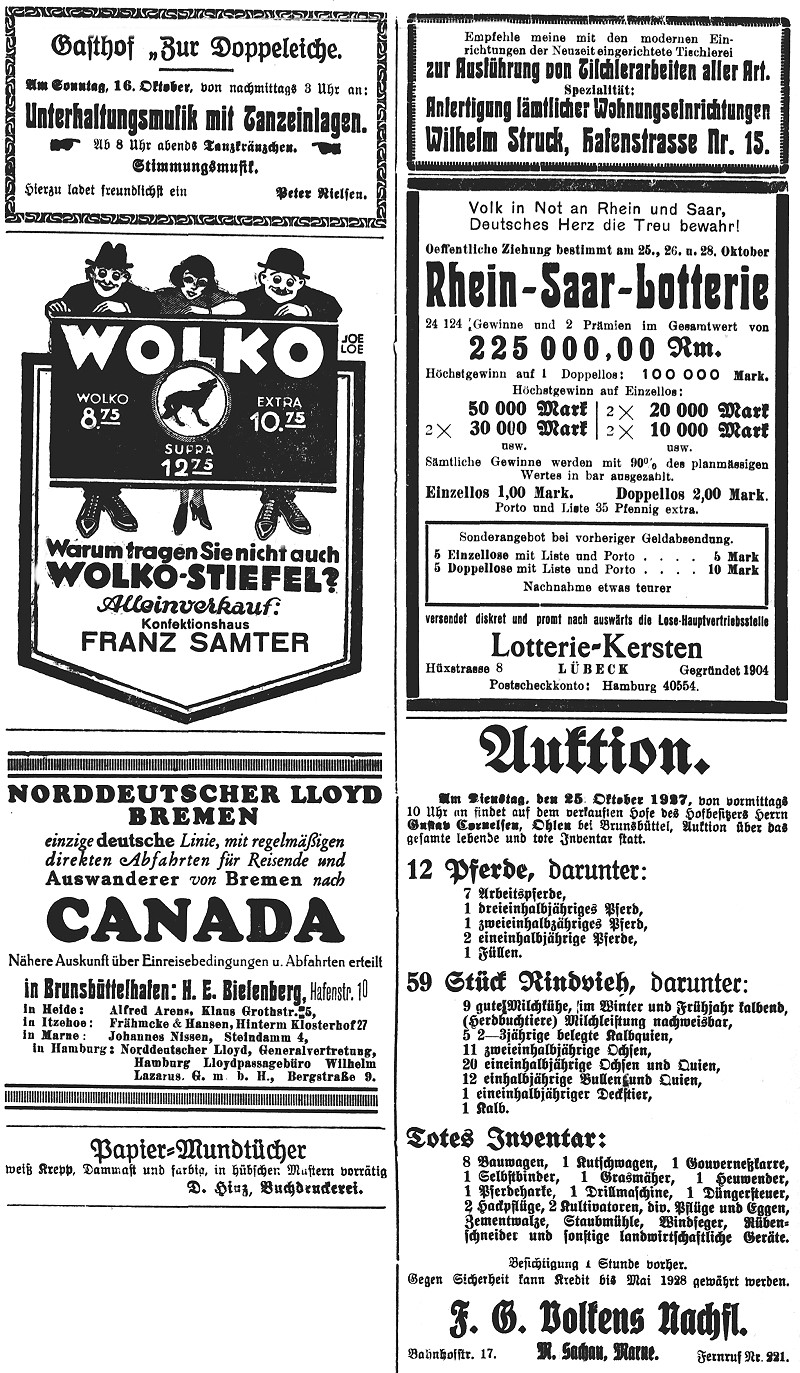 Gasthof „Zur Doppeleiche.
Am Sonntag, 16. Oktober, von nachmittags 3 Uhr an:
Unterhaltungsmusik mit Tanzeinlagen.
Ab 8 Uhr abends Tanzkränzchen.
Stimmungsmusik.
Hierzu ladet freundlichst ein Peter Nielsen.
WOLKO
JOE
LOE
WOLKO
8.75
EXTRA
10.75
SUPRA
12.75
Warum tragen Sie nicht auch
WOLKO-STIEFEL?
Alleinverkauf:
Konfektionshaus
FRANZ SAMTER
NORDDEUTSCHER LLOYD
BREMEN
einzige deutsche Linie, mit regelmäßigen
direkten Abfahrten für Reisende und
Auswanderer von Bremen nach
CANADA
Nähere Auskunft über Einreisebedingungen u. Abfahrten erteilt
in Brunsbüttelhafen: H. E. Bielenberg, Hafenstr. 10
in Heide: Alfred Arens, Klaus Grothstr. 5,
in Itzehoe: Frähmcke & Hansen, Hinterm Klosterhof 27
in Marne: Johannes Nissen, Steindamm 4,
in Hamburg: Norddeutscher Lloyd, Generalvertretung,
Hamburg Lloydpassagebüro Wilhelm
Lazarus. G. m. b. H., Bergstraße 9.
Papier-Mundtücher
weiß Krepp, Dammast und farbig, in hübschen Mustern vorrätig
D. Hinz, Buchdruckerei.
Empfehle meine mit den modernen Ein-
richtungen der Neuzeit eingerichtete Tischlerei
zur Ausführung von Tischlerarbeiten aller Art.
Spezialität:
Anfertigung sämtlicher Wohnungseinrichtungen
Wilhelm Struck, Hafenstrasse Nr. 15.
Volk in Not an Rhein und Saar,
Deutsches Herz die Treu bewahr!
Oeffentliche Ziehung bestimmt am 25., 26. u. 28. Oktober
Rhein-Saar-Lotterie
24 124 Gewinne und 2 Prämien im Gesamtwert von
225 000,00 Rm.
Höchstgewinn auf 1 Doppellos: 100 000 Mark.
Höchstgewinn auf Einzellos:
50 000 Mark | 2 × 20 000 Mark
2 × 30 000 Mark | 2 × 10 000 Mark
usw. usw.
Sämtliche Gewinne werden mit 90% des planmässigen
Wertes in bar ausgezahlt.
Einzellos 1,00 Mark. Doppellos 2,00 Mark.
Porto und Liste 35 Pfennig extra.
Sonderangebot bei vorheriger Geldabsendung.
5 Einzellose mit Liste und Porto . . . . 5 Mark
5 Doppellose mit Liste und Porto . . . . 10 Mark
Nachnahme etwas teurer
versendet diskret und promt nach auswärts die Lose-Hauptvertriebsstelle
Lotterie-Kersten
Hüxstrasse 8 LÜBECK Gegründet 1904
Postscheckkonto: Hamburg 40554.
Auktion.
Am Dienstag, den 25 Oktober 1927, von vormittags
10 Uhr an findet auf dem verkauften Hofe des Hofbesitzers Herrn
Gustav Cornelsen, Ohlen bei Brunsbüttel, Auktion über das
gesamte lebende und tote Inventar statt.
12 Pferde, darunter:
7 Arbeitspferde,
1 dreieinhalbjähriges Pferd,
1 zweieinhalbjähriges Pferd,
2 eineinhalbjährige Pferde,
1 Füllen.
59 Stück Rindvieh, darunter:
9 gute Milchkühe, im Winter und Frühjahr kalbend,
(Herdbuchtiere) Milchleistung nachweisbar,
5 2—3jährige belegte Kalbquien,
11 zweieinhalbjährige Ochsen,
20 eineinhalbjährige Ochsen und Quien,
12 einhalbjährige Bullen und Quien,
1 eineinhalbjähriger Deckstier,
1 Kalb.
Totes Inventar:
8 Bauwagen, 1 Kutschwagen, 1 Gouverneßkarre,
1 Selbstbinder, 1 Grasmäher, 1 Heuwender,
1 Pferdeharke, 1 Drillmaschine, 1 Düngerstreuer,
2 Hackpflüge, 2 Kultivatoren, div. Pflüge und Eggen,
Zementwalze, Staubmühle, Windfeger, Rüben-
schneider und sonstige landwirtschaftliche Geräte.
Besichtigung 1 Stunde vorher.
Gegen Sicherheit kann Kredit bis Mai 1928 gewährt werden.
F. G. Volkens Nachfl.
Bahnhofstr. 17. M. Sachau, Marne. Fernruf Nr. 221.